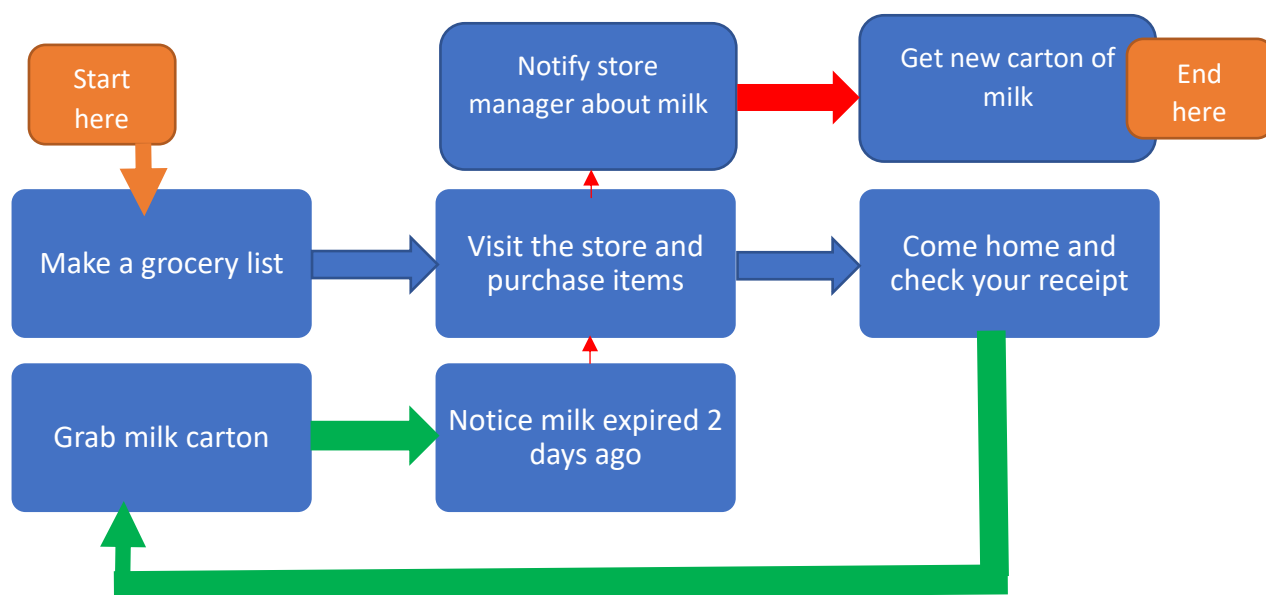 Start
here
Notify store
manager about milk
Get new carton of
milk
End
here
Make a grocery list
Visit the store and
purchase items
Come home and
check your receipt
Grab milk carton
Notice milk expired 2
days ago